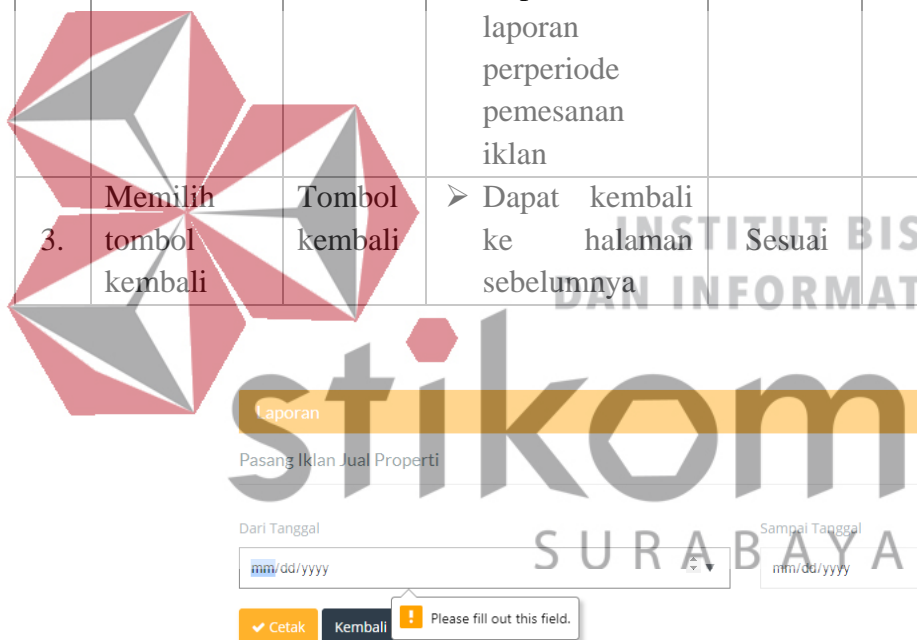 laporan
perperiode
pemesanan
iklan
3.
Memilih
tombol
kembali
Tombol
kembali
➢ Dapat kembali
ke halaman
sebelumnya
Sesuai
INSTITUT BIS
DAN INFORMAT
stikom
SURABAYA
Laporan
Pasang Iklan Jual Properti
Dari Tanggal
Sampai Tanggal
mm/dd/yyyy
mm/dd/yyyy
Please fill out this field.
Cetak
Kembali